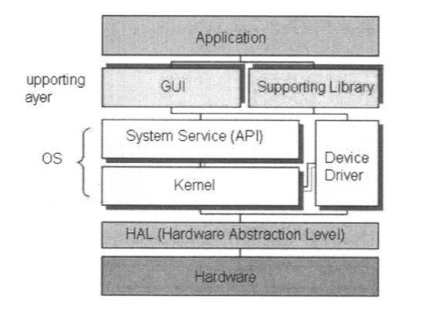 Application
upporting
ayer
GUI
Supporting Library
OS
System Service (API)
Kernel
Device
Driver
HAL (Hardware Abstraction Level)
Hardware